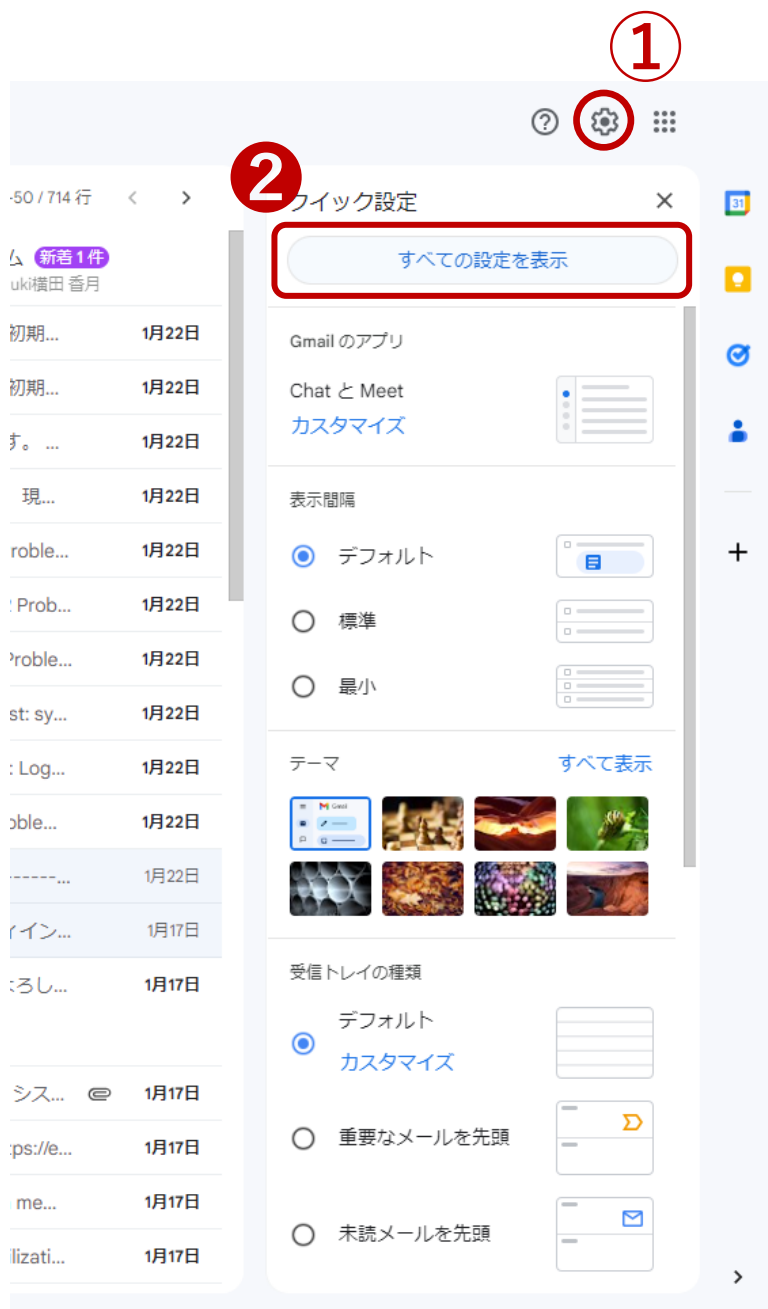 ①
-50 / 714 行
❷
クイック設定
31
ム 新着1件
uki横田 香月
すべての設定を表示
初期... 1月22日
初期... 1月22日
す。 ... 1月22日
現... 1月22日
roble... 1月22日
Prob... 1月22日
Proble... 1月22日
st: sy... 1月22日
: Log... 1月22日
oble... 1月22日
------... 1月22日
ィイン... 1月17日
よろし... 1月17日
シス... 1月17日
tps://e... 1月17日
me... 1月17日
lizati... 1月17日
Gmail のアプリ
Chat と Meet
カスタマイズ
表示間隔
デフォルト
標準
最小
テーマ すべて表示
Gmail
受信トレイの種類
デフォルト
カスタマイズ
重要なメールを先頭
未読メールを先頭